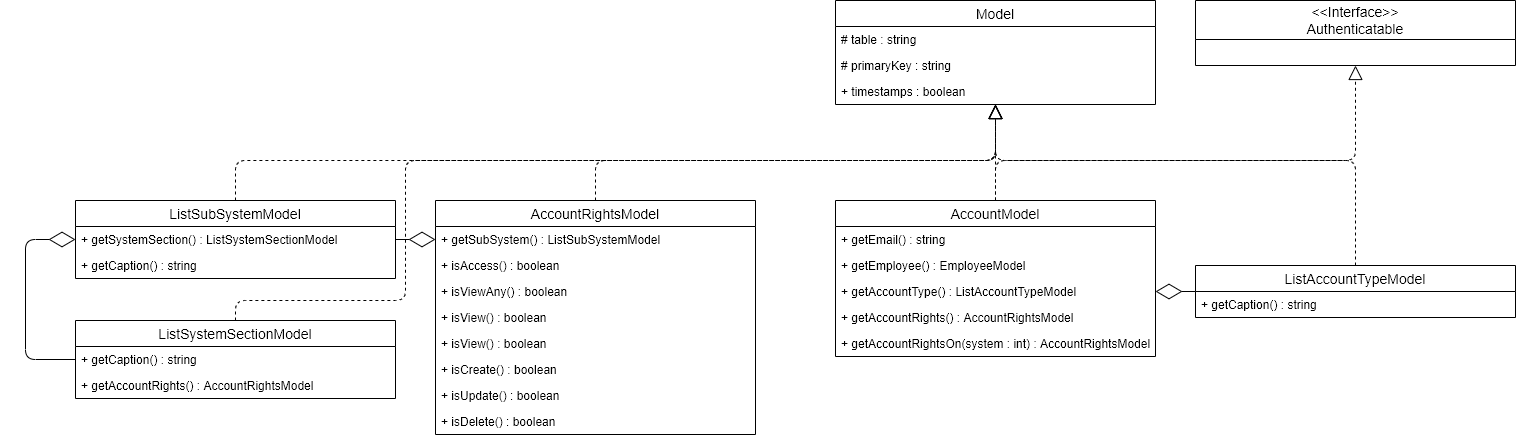 Model
# table : string
# primaryKey : string
+ timestamps : boolean
<<Interface>>
Authenticatable
ListSubSystemModel
+ getSystemSection() : ListSystemSectionModel
+ getCaption() : string
ListSystemSectionModel
+ getCaption() : string
+ getAccountRights() : AccountRightsModel
AccountRightsModel
+ getSubSystem() : ListSubSystemModel
+ isAccess() : boolean
+ isViewAny() : boolean
+ isView() : boolean
+ isView() : boolean
+ isCreate() : boolean
+ isUpdate() : boolean
+ isDelete() : boolean
AccountModel
+ getEmail() : string
+ getEmployee() : EmployeeModel
+ getAccountType() : ListAccountTypeModel
+ getAccountRights() : AccountRightsModel
+ getAccountRightsOn(system : int) : AccountRightsModel
ListAccountTypeModel
+ getCaption() : string